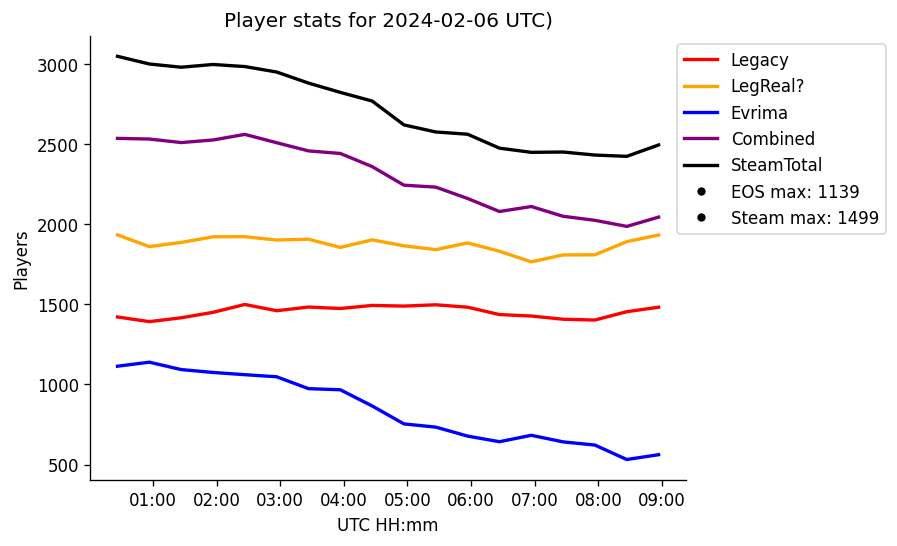 Player stats for 2024-02-06 UTC)
Legacy
LegReal?
Evrima
Combined
SteamTotal
EOS max: 1139
Steam max: 1499
3000
2500
2000
1500
1000
500
Players
01:00 02:00 03:00 04:00 05:00 06:00 07:00 08:00 09:00
UTC HH:mm